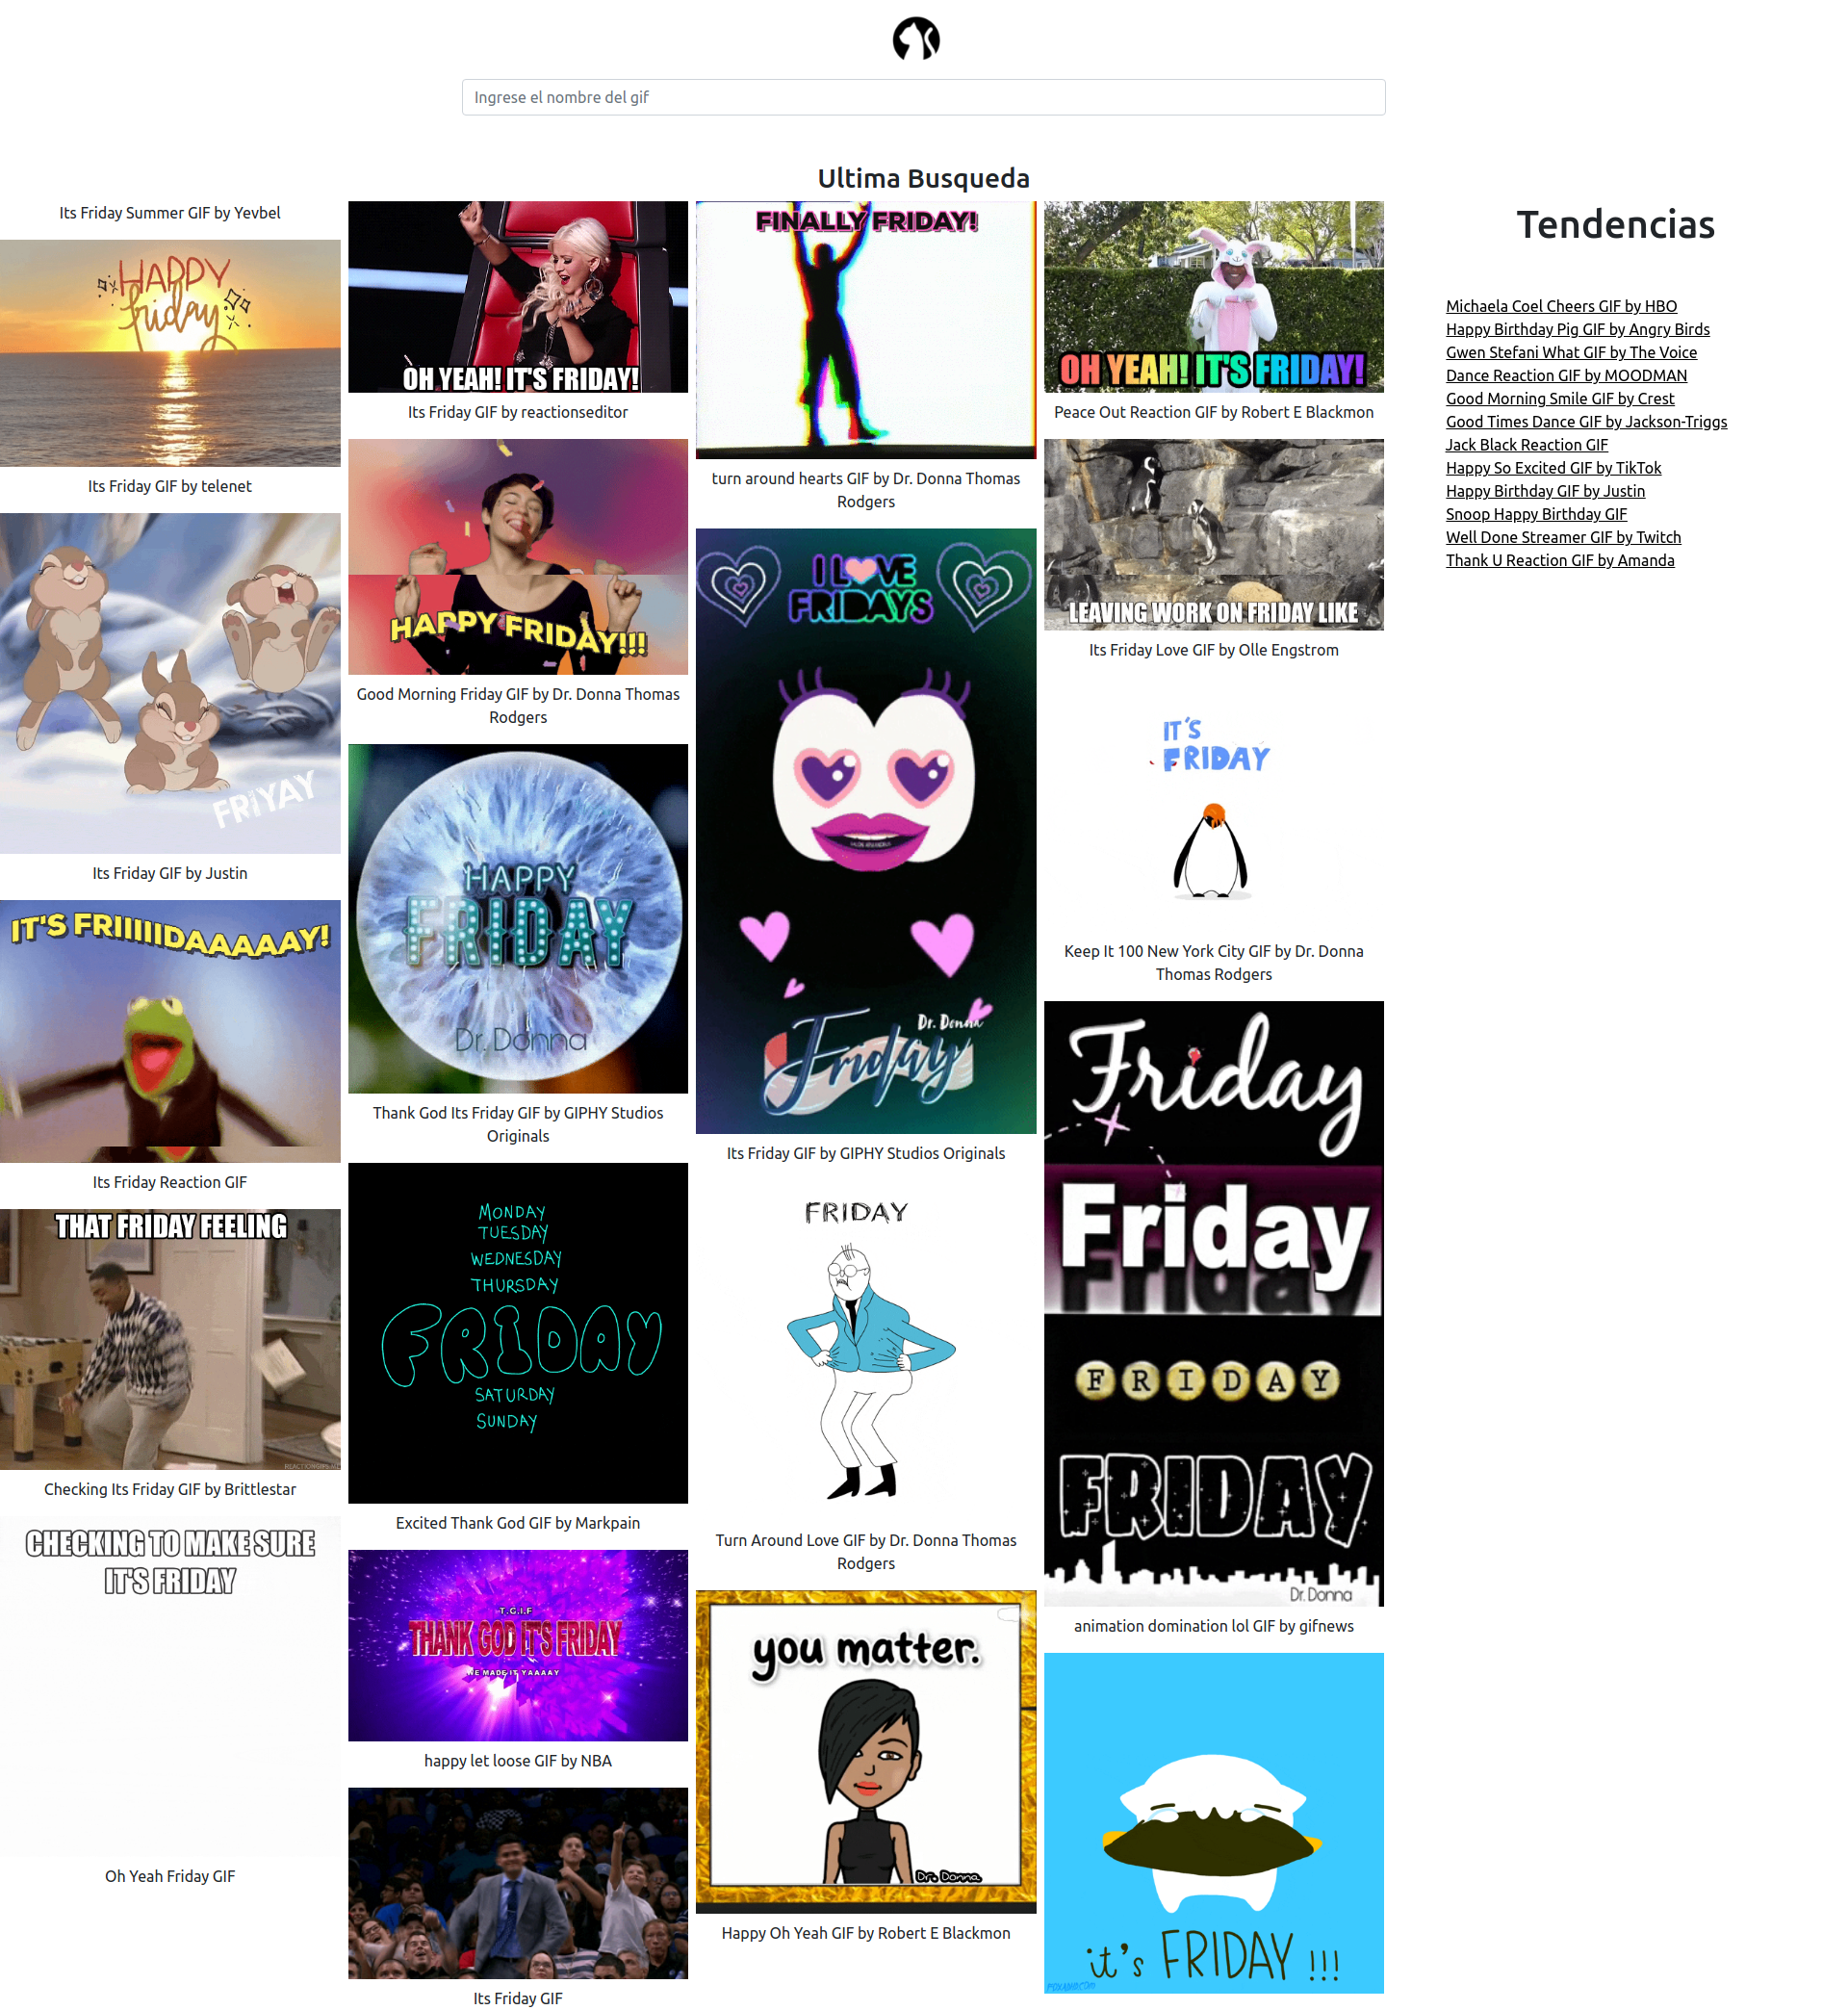 Ingrese el nombre del gif
Ultima Busqueda
Its Friday Summer GIF by Yevbel
HAPPY
friday
Its Friday GIF by telenet
FRIYAY
Its Friday GIF by Justin
IT'S FRIIIIIDAAAAAY!
Its Friday Reaction GIF
THAT FRIDAY FEELING
Checking Its Friday GIF by Brittlestar
CHECKING TO MAKE SURE
IT'S FRIDAY
Oh Yeah Friday GIF
OH YEAH! IT'S FRIDAY!
Its Friday GIF by reactionseditor
HAPPY FRIDAY!!!
Good Morning Friday GIF by Dr. Donna Thomas
Rodgers
HAPPY
FRIDAY
Dr. Donna
Thank God Its Friday GIF by GIPHY Studios
Originals
MONDAY
TUESDAY
WEDNESDAY
THURSDAY
FRIDAY
SATURDAY
SUNDAY
Excited Thank God GIF by Markpain
T.G.I.F
THANK GOD IT'S FRIDAY
WE MADE IT YAAAAY
happy let loose GIF by NBA
Its Friday GIF
FINALLY FRIDAY!
turn around hearts GIF by Dr. Donna Thomas
Rodgers
I LOVE
FRIDAYS
Dr. Donna
Friday
Its Friday GIF by GIPHY Studios Originals
FRIDAY
Turn Around Love GIF by Dr. Donna Thomas
Rodgers
you matter.
Dr. Donna
Happy Oh Yeah GIF by Robert E Blackmon
OH YEAH! IT'S FRIDAY!
Peace Out Reaction GIF by Robert E Blackmon
LEAVING WORK ON FRIDAY LIKE
Its Friday Love GIF by Olle Engstrom
IT'S
FRIDAY
Keep It 100 New York City GIF by Dr. Donna
Thomas Rodgers
Friday
Friday
FRIDAY
FRIDAY
Dr. Donna
animation domination lol GIF by gifnews
it's FRIDAY !!!
Tendencias
Michaela Coel Cheers GIF by HBO
Happy Birthday Pig GIF by Angry Birds
Gwen Stefani What GIF by The Voice
Dance Reaction GIF by MOODMAN
Good Morning Smile GIF by Crest
Good Times Dance GIF by Jackson-Triggs
Jack Black Reaction GIF
Happy So Excited GIF by TikTok
Happy Birthday GIF by Justin
Snoop Happy Birthday GIF
Well Done Streamer GIF by Twitch
Thank U Reaction GIF by Amanda